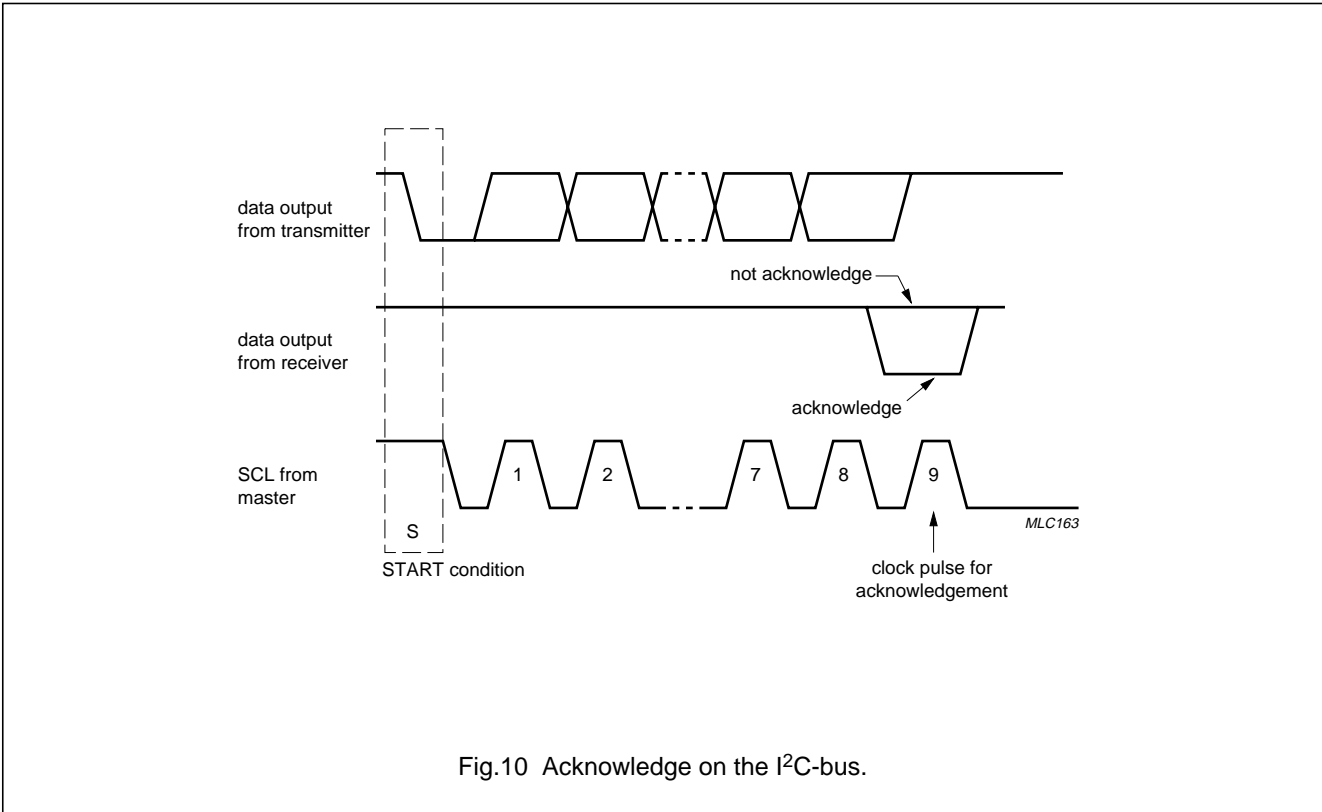 data output
from transmitter
not acknowledge
data output
from receiver
acknowledge
SCL from
master
1
2
7
8
9
MLC163
S
START condition
clock pulse for
acknowledgement
Fig.10 Acknowledge on the I²C-bus.